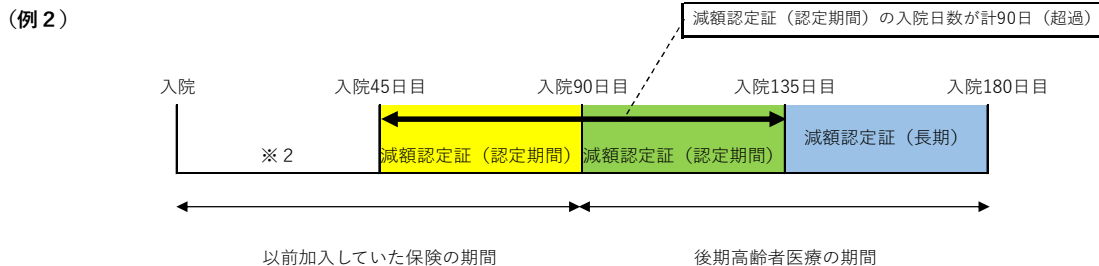 （例２）
減額認定証（認定期間）の入院日数が計90日（超過）
入院
入院45日目
入院90日目
入院135日目
入院180日目
※２
減額認定証（認定期間）
減額認定証（認定期間）
減額認定証（長期）
以前加入していた保険の期間
後期高齢者医療の期間